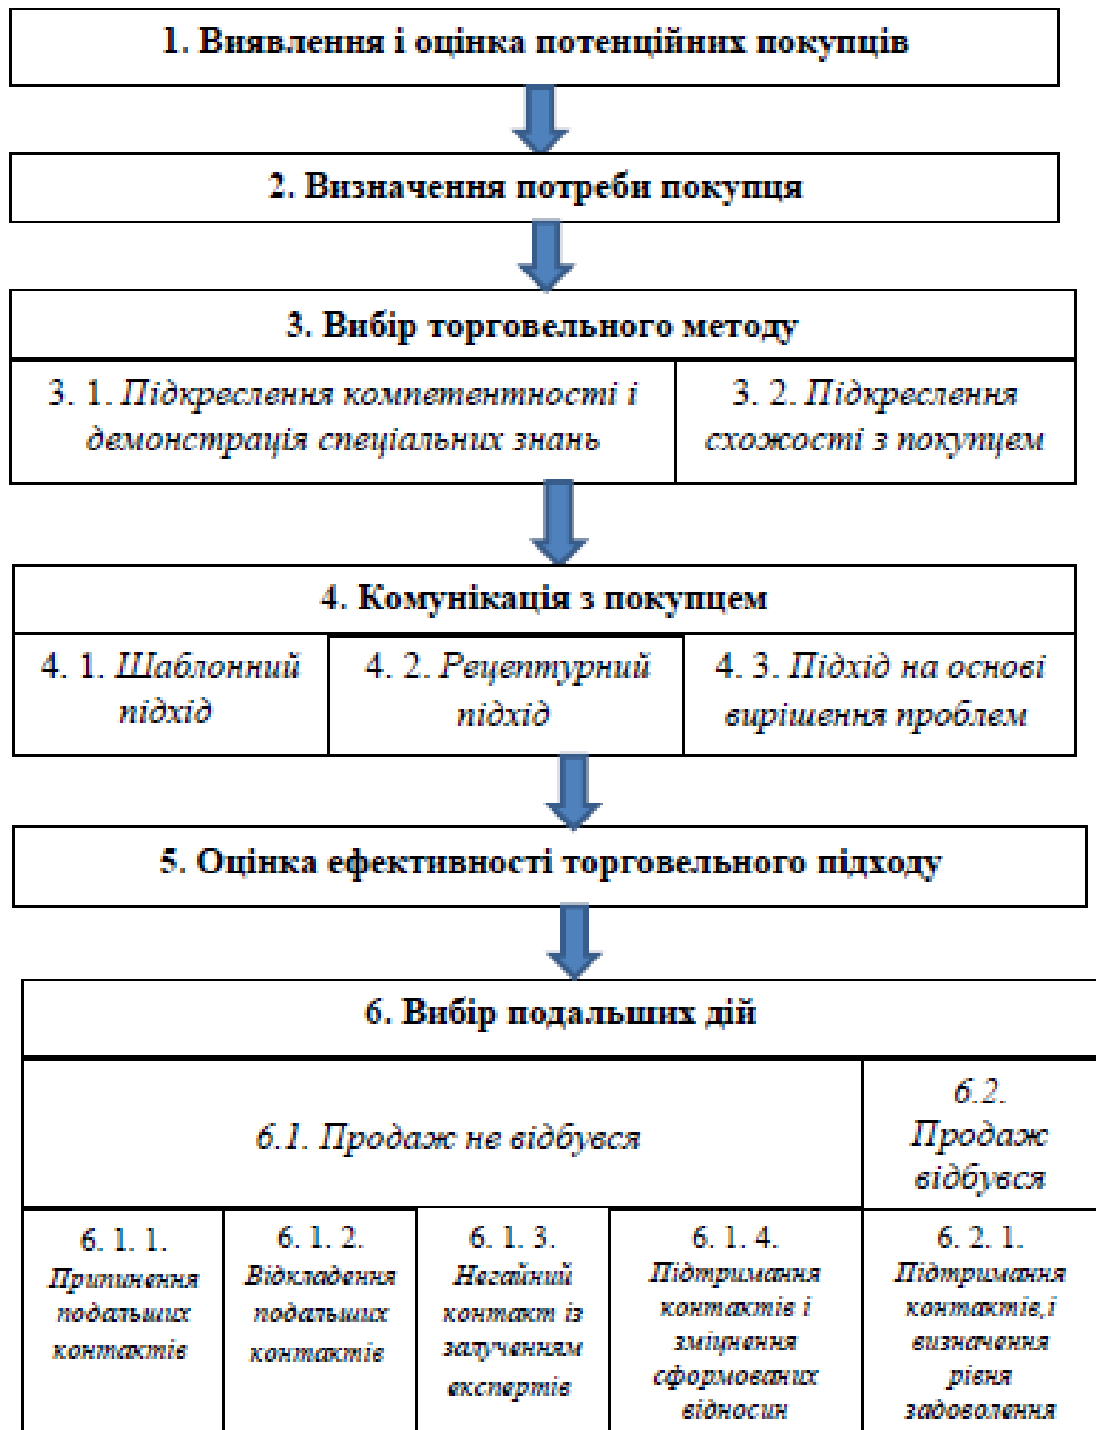 1. Виявлення і оцінка потенційних покупців
2. Визначення потреби покупця
3. Вибір торговельного методу
3. 1. Підкреслення компетентності і
демонстрація спеціальних знань
3. 2. Підкреслення
схожості з покупцем
4. Комунікація з покупцем
4. 1. Шаблонний
підхід
4. 2. Рецептурний
підхід
4. 3. Підхід на основі
вирішення проблем
5. Оцінка ефективності торговельного підходу
6. Вибір подальших дій
6.1. Продаж не відбувся
6.2.
Продаж
відбувся
6. 1. 1.
Припинення
подальших
контактів
6. 1. 2.
Відкладення
подальших
контактів
6. 1. 3.
Негайний
контакт із
залученням
експертів
6. 1. 4.
Підтримання
контактів і
зміцнення
сформованих
відносин
6. 2. 1.
Підтримання
контактів,і
визначення
рівня
задоволення